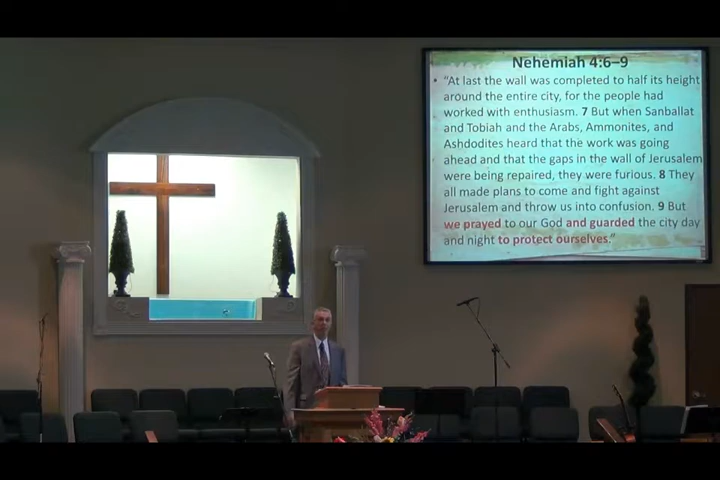 Nehemiah 4:6–9
• "At last the wall was completed to half its height
around the entire city, for the people had
worked with enthusiasm. 7 But when Sanballat
and Tobiah and the Arabs, Ammonites, and
Ashdodites heard that the work was going
ahead and that the gaps in the wall of Jerusalem
were being repaired, they were furious. 8 They
all made plans to come and fight against
Jerusalem and throw us into confusion. 9 But
we prayed to our God and guarded the city day
and night to protect ourselves."